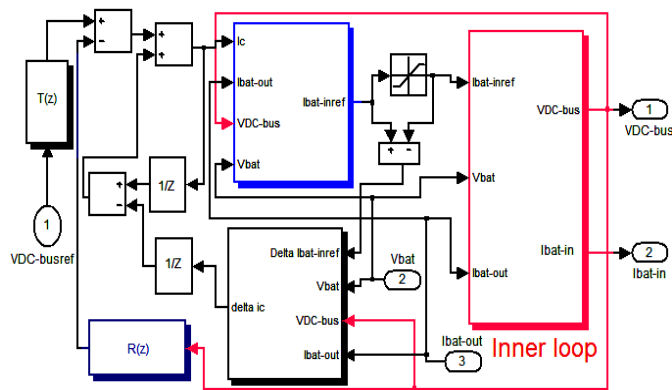 T(z)
1
VDC-busref
+
-
+
+
Ic
Ibat-out
VDC-bus
Vbat
Ibat-inref
+ -
Ibat-inref
Vbat
Ibat-out
VDC-bus
Ibat-in
1
VDC-bus
2
Ibat-in
Inner loop
+
-
1/Z
1/Z
delta ic
Delta Ibat-inref
Vbat
VDC-bus
Ibat-out
Vbat
2
Ibat-out
3
R(z)